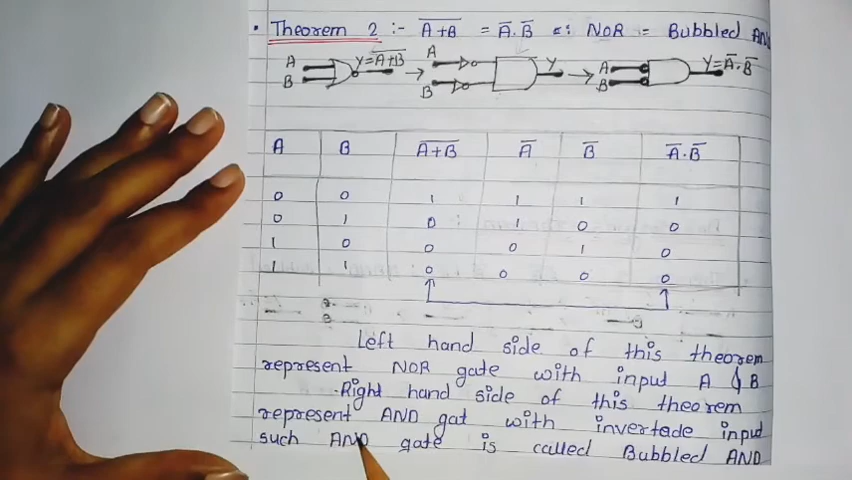 • Theorem 2 :- A̅+̅B̅ = A̅.B̅ ∴ NOR = Bubbled AND
A B Y=A̅+̅B̅ → A B Y → A B Y=A̅.B̅
A B A̅+̅B̅ A̅ B̅ A̅.B̅
0 0 1 1 1 1
0 1 0 1 0 0
1 0 0 0 1 0
1 1 0 0 0 0
Left hand side of this theorem
represent NOR gate with input A & B
Right hand side of this theorem
represent AND gat with invertade input
such AND gate is called Bubbled AND